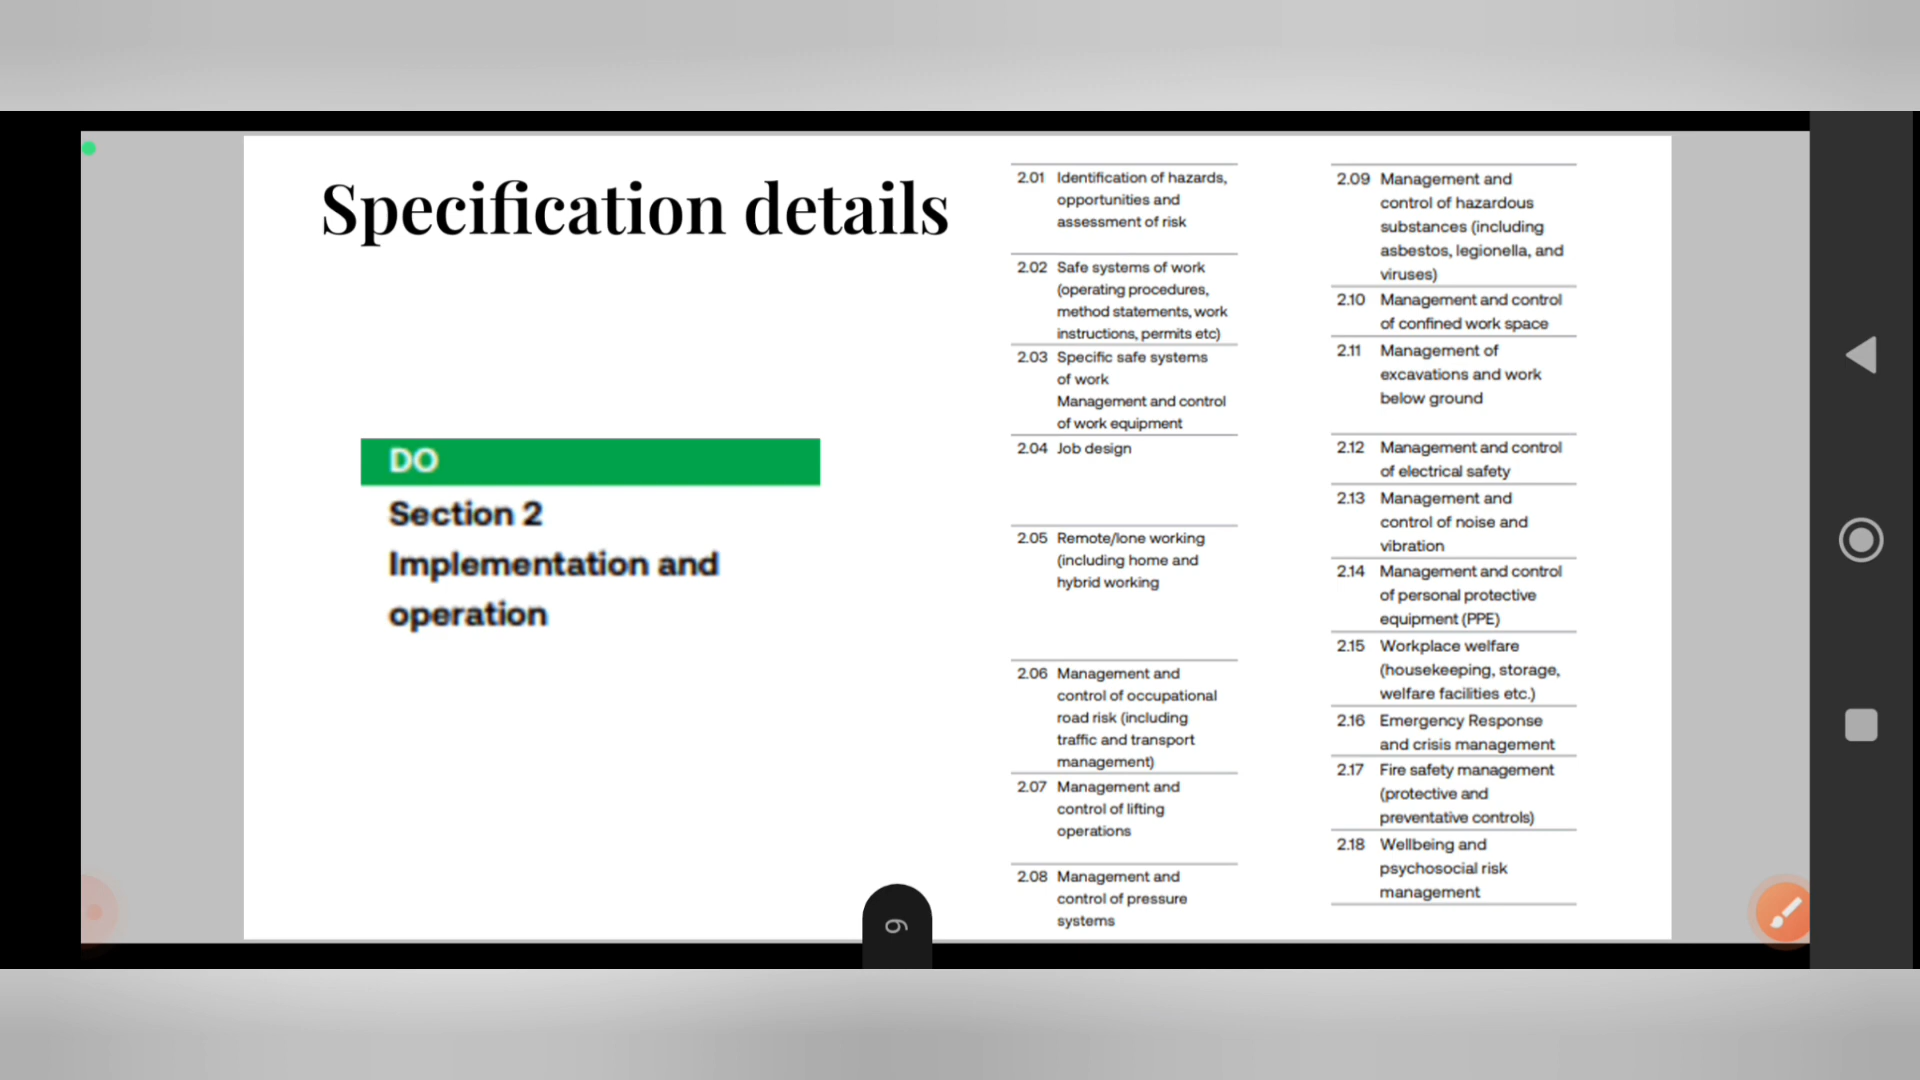 Specification details
DO
Section 2
Implementation and
operation
2.01 Identification of hazards,
opportunities and
assessment of risk
2.02 Safe systems of work
(operating procedures,
method statements, work
instructions, permits etc)
2.03 Specific safe systems
of work
Management and control
of work equipment
2.04 Job design
2.05 Remote/lone working
(including home and
hybrid working
2.06 Management and
control of occupational
road risk (including
traffic and transport
management)
2.07 Management and
control of lifting
operations
2.08 Management and
control of pressure
systems
2.09 Management and
control of hazardous
substances (including
asbestos, legionella, and
viruses)
2.10 Management and control
of confined work space
2.11 Management of
excavations and work
below ground
2.12 Management and control
of electrical safety
2.13 Management and
control of noise and
vibration
2.14 Management and control
of personal protective
equipment (PPE)
2.15 Workplace welfare
(housekeeping, storage,
welfare facilities etc.)
2.16 Emergency Response
and crisis management
2.17 Fire safety management
(protective and
preventative controls)
2.18 Wellbeing and
psychosocial risk
management
6